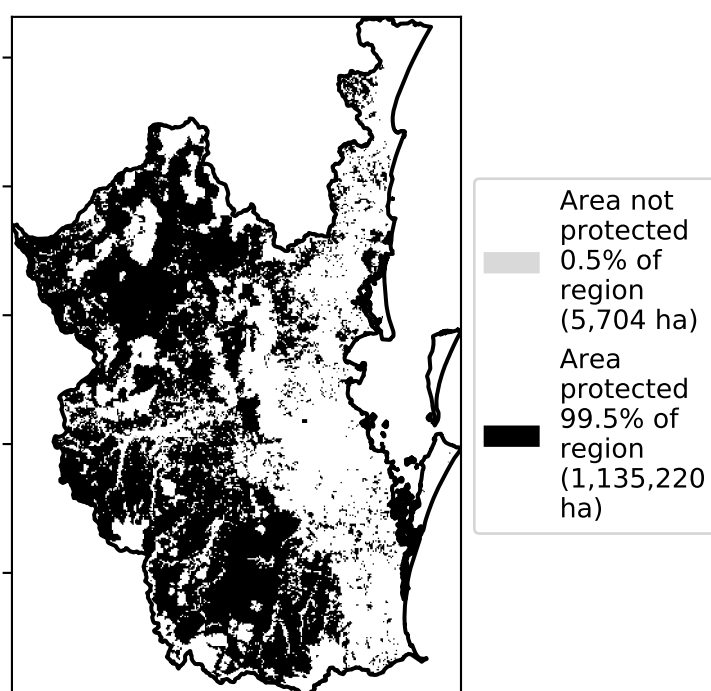 Area not
protected
0.5% of
region
(5,704 ha)
Area
protected
99.5% of
region
(1,135,220
ha)